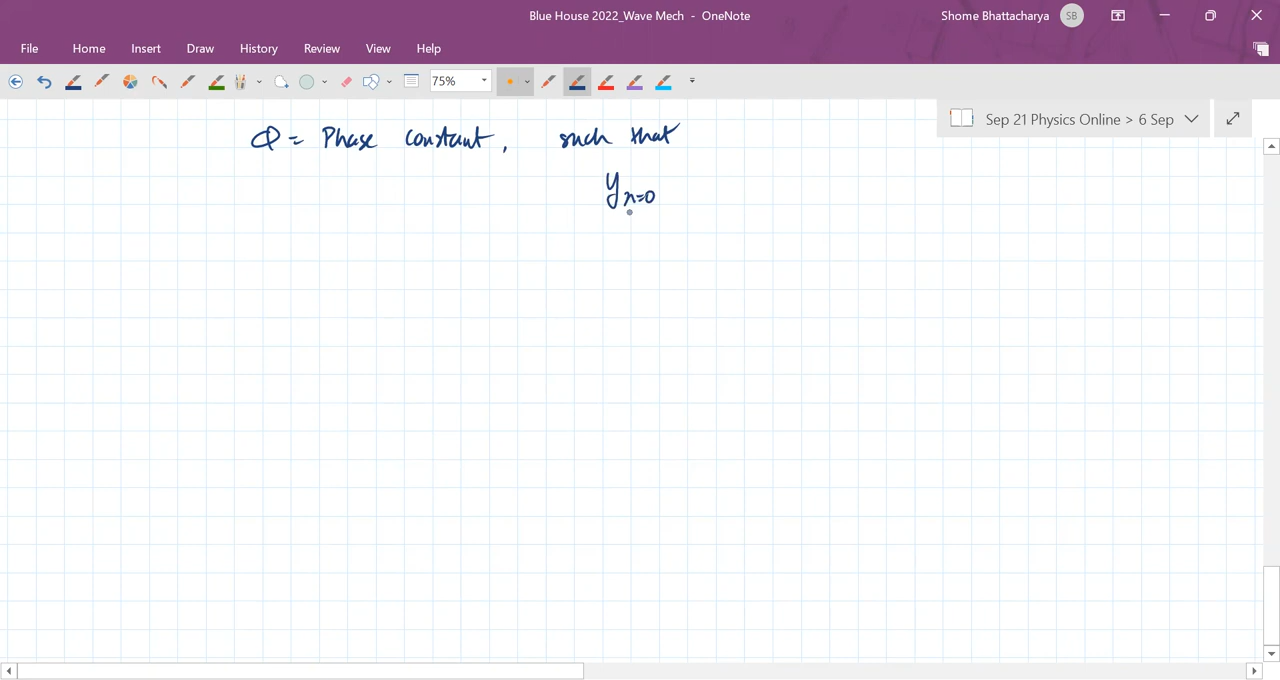 Blue House 2022_Wave Mech - OneNote
Shome Bhattacharya SB
File Home Insert Draw History Review View Help
75%
Sep 21 Physics Online > 6 Sep
Φ = Phase constant, such that
y x=0